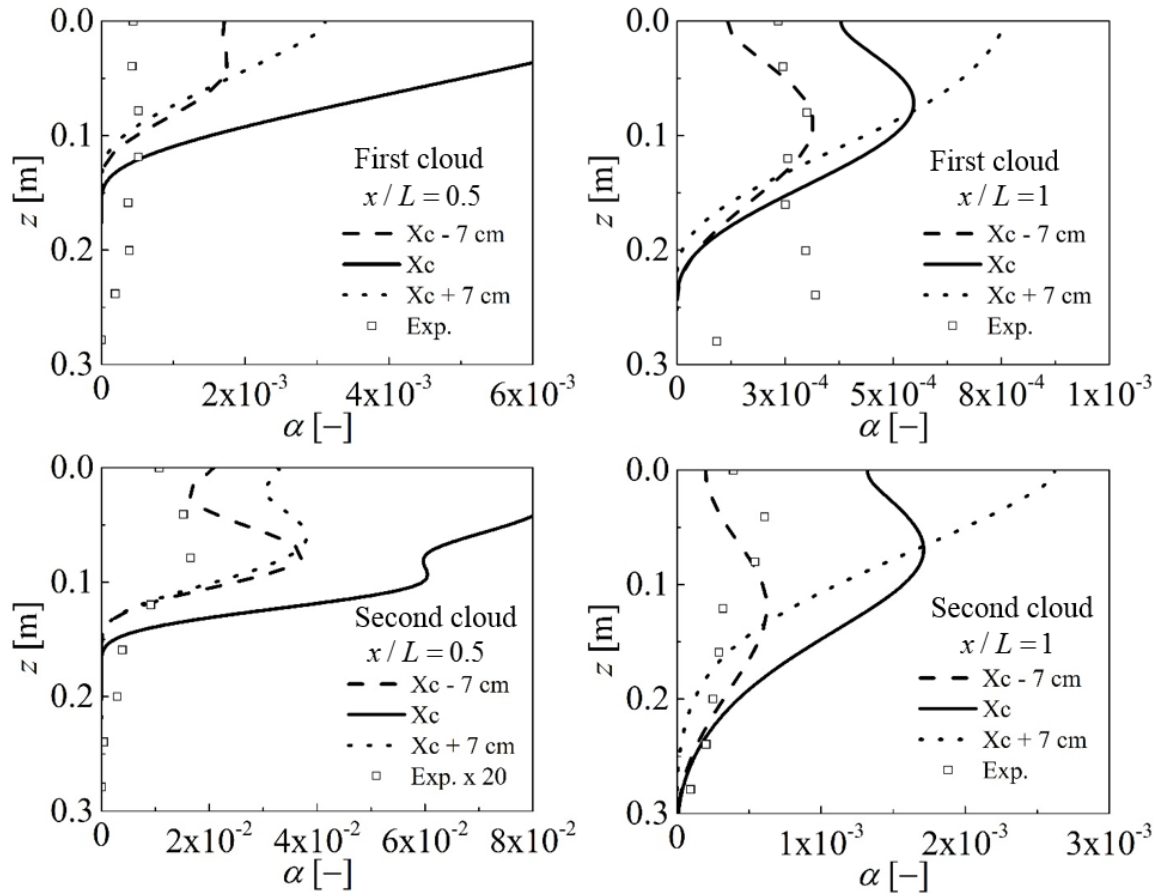 0.0
0.1
0.2
0.3
z [m]
First cloud
x / L = 0.5
Xc - 7 cm
Xc
Xc + 7 cm
Exp.
0
2x10⁻³
4x10⁻³
6x10⁻³
α [–]
0.0
0.1
0.2
0.3
z [m]
First cloud
x / L =1
Xc - 7 cm
Xc
Xc + 7 cm
Exp.
0
3x10⁻⁴
5x10⁻⁴
8x10⁻⁴
1x10⁻³
α [–]
0.0
0.1
0.2
0.3
z [m]
Second cloud
x / L = 0.5
Xc - 7 cm
Xc
Xc + 7 cm
Exp. x 20
0
2x10⁻²
4x10⁻²
6x10⁻²
8x10⁻²
α [–]
0.0
0.1
0.2
0.3
z [m]
Second cloud
x / L =1
Xc - 7 cm
Xc
Xc + 7 cm
Exp.
0
1x10⁻³
2x10⁻³
3x10⁻³
α [–]